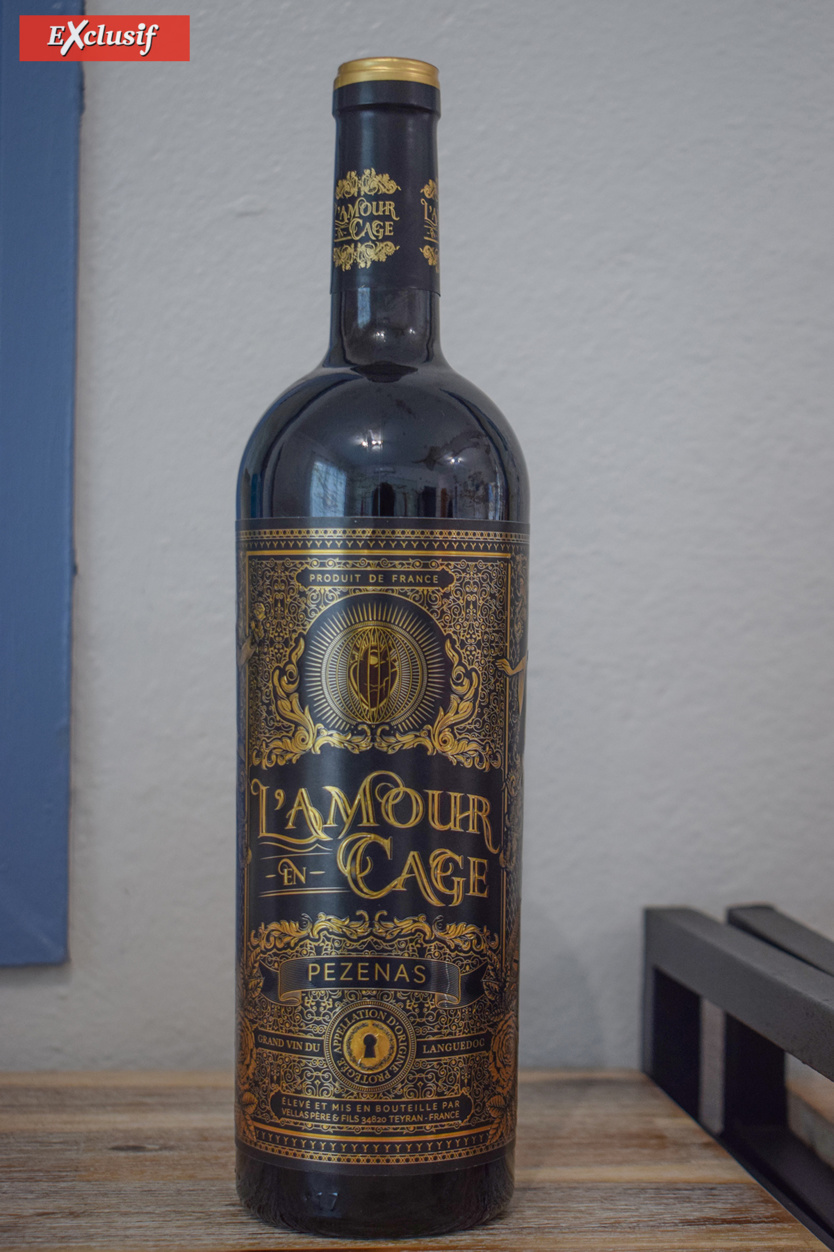 EXclusif
L'AMOUR
EN CAGE
PRODUIT DE FRANCE
L'AMOUR
EN CAGE
PEZENAS
APPELLATION D'ORIGINE PROTÉGÉE
GRAND VIN DU LANGUEDOC
ÉLEVÉ ET MIS EN BOUTEILLE PAR
VELLAS PÈRE & FILS 34820 TEYRAN - FRANCE